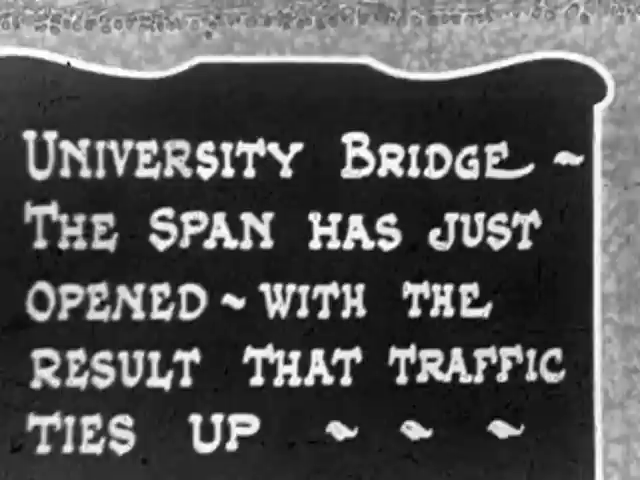 UNIVERSITY BRIDGE ~
THE SPAN HAS JUST
OPENED ~ WITH THE
RESULT THAT TRAFFIC
TIES UP ~ ~ ~